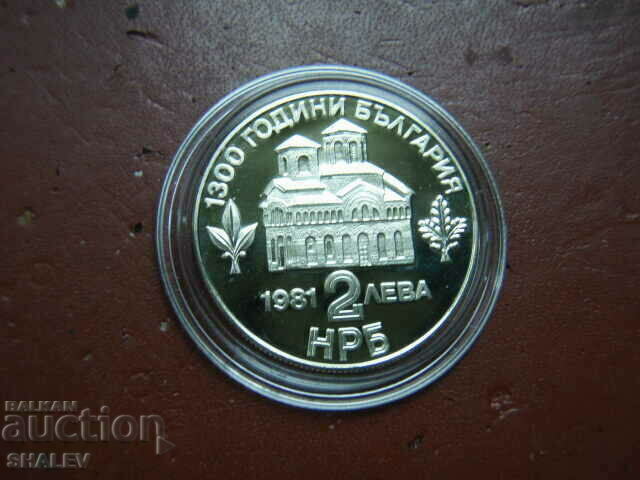 1300 ГОДИНИ БЪЛГАРИЯ
1981 2 ЛЕВА
НРБ
BALKAN
auction
SHALEV